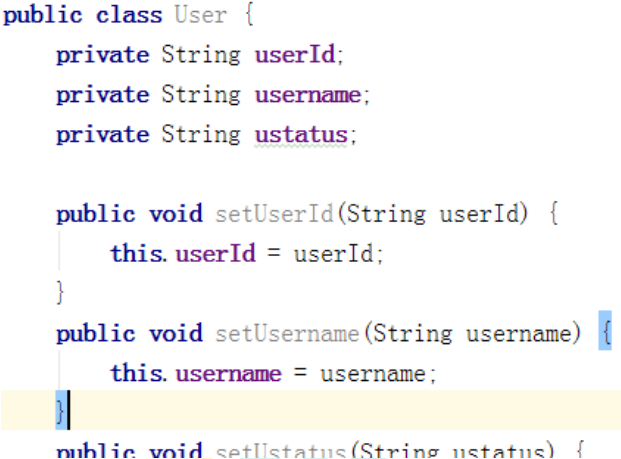 public class User {
private String userId;
private String username;
private String ustatus;
public void setUserId(String userId) {
this.userId = userId;
}
public void setUsername(String username) {
this.username = username;
}
public void setUstatus(String ustatus) {